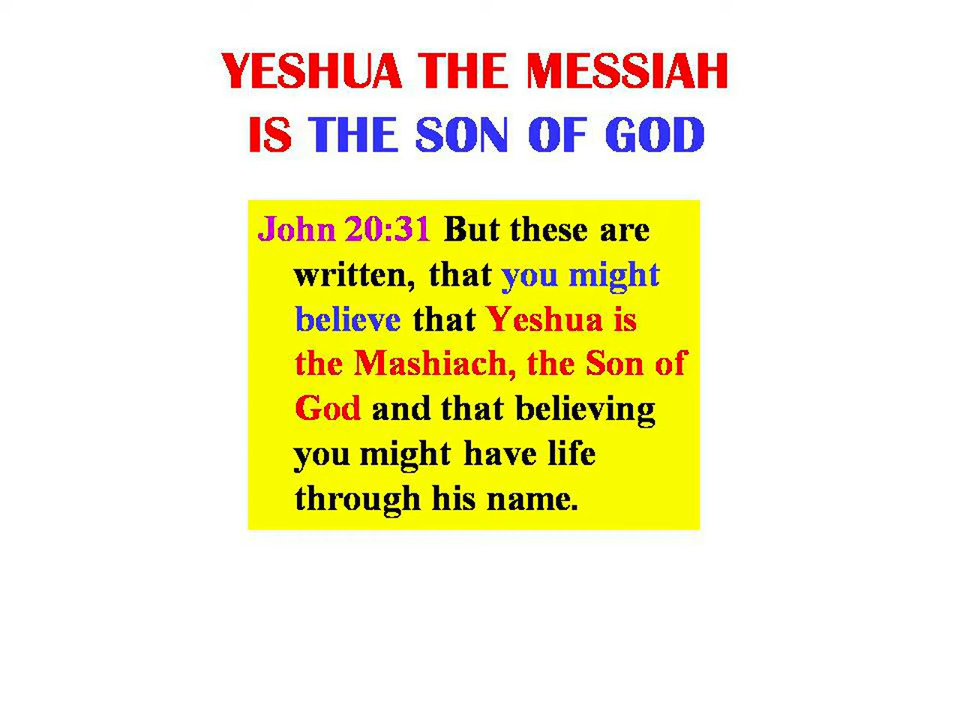 YESHUA THE MESSIAH
IS THE SON OF GOD
John 20:31 But these are
written, that you might
believe that Yeshua is
the Mashiach, the Son of
God and that believing
you might have life
through his name.